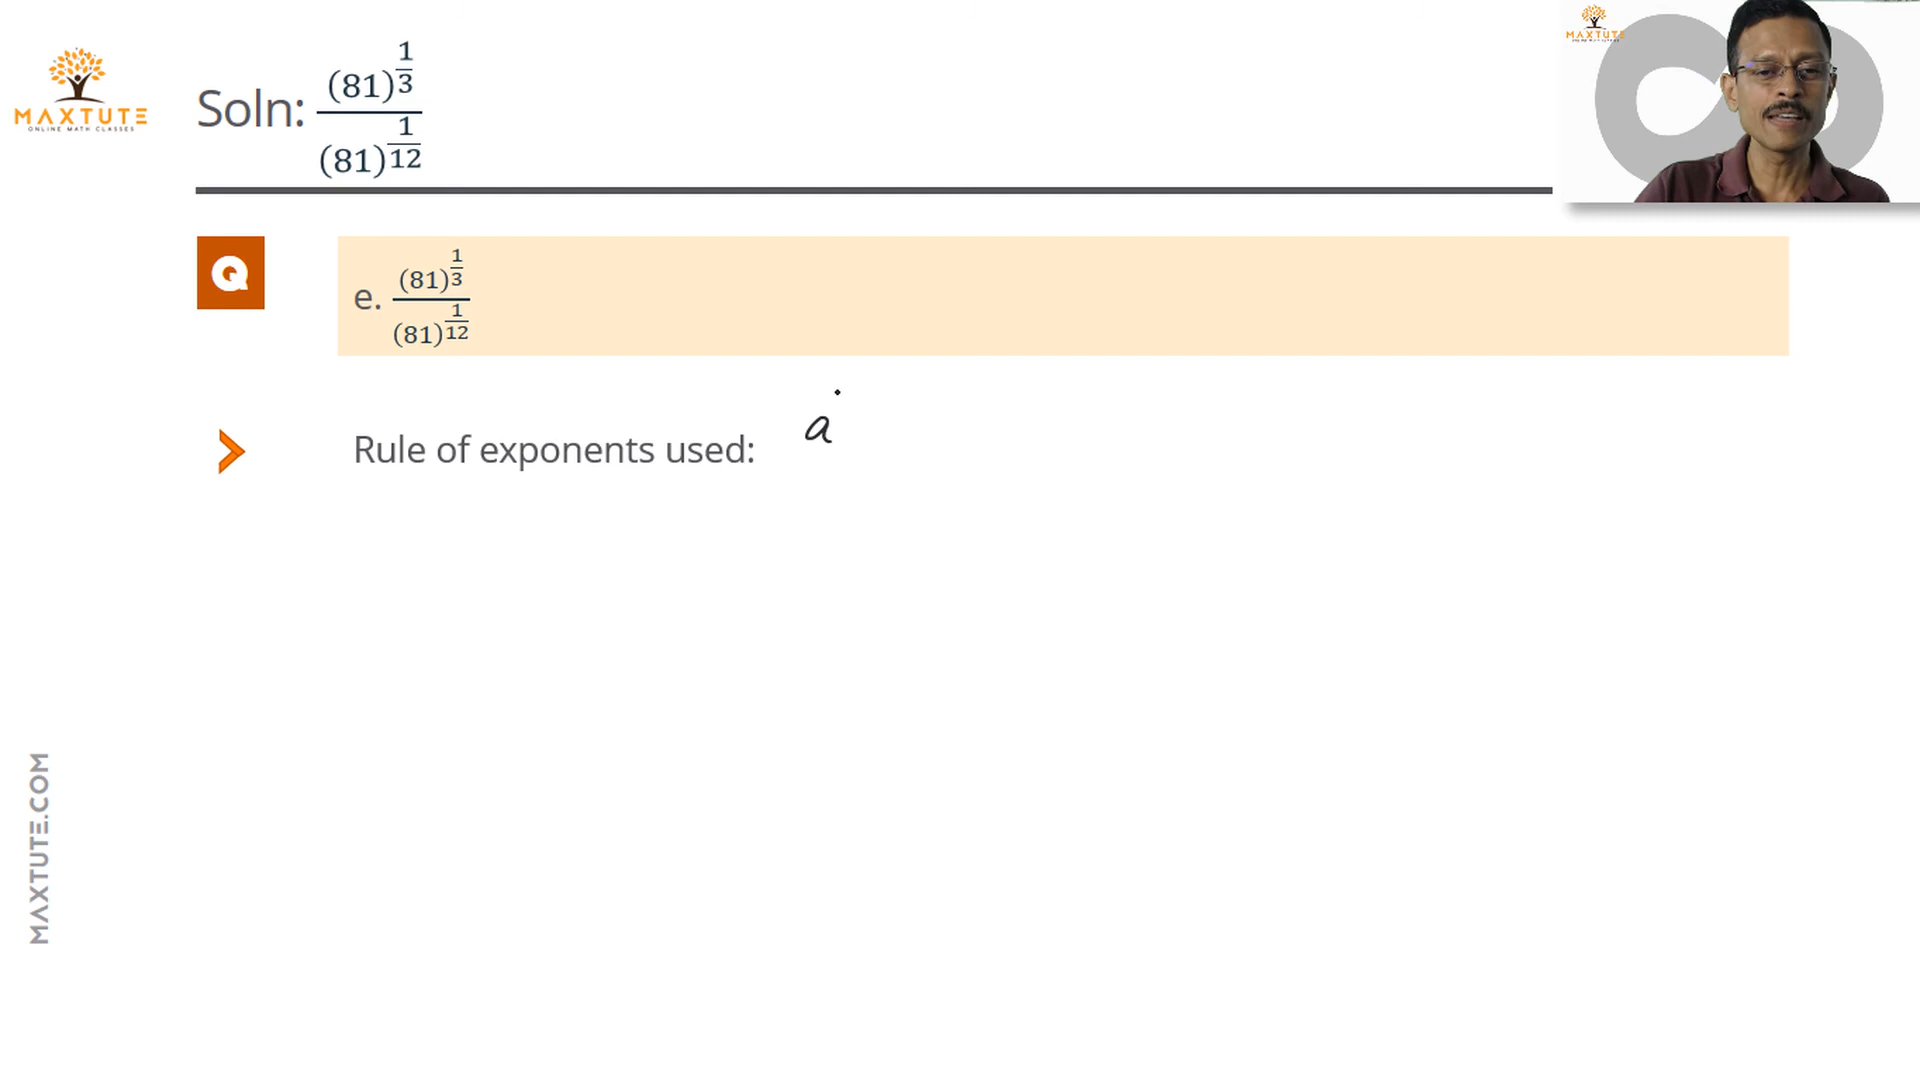 MAXTUTE
ONLINE MATH CLASSES
Soln: (81)^(1/3) / (81)^(1/12)
MAXTUTE
Q
e. (81)^(1/3) / (81)^(1/12)
Rule of exponents used: a
MAXTUTE.COM